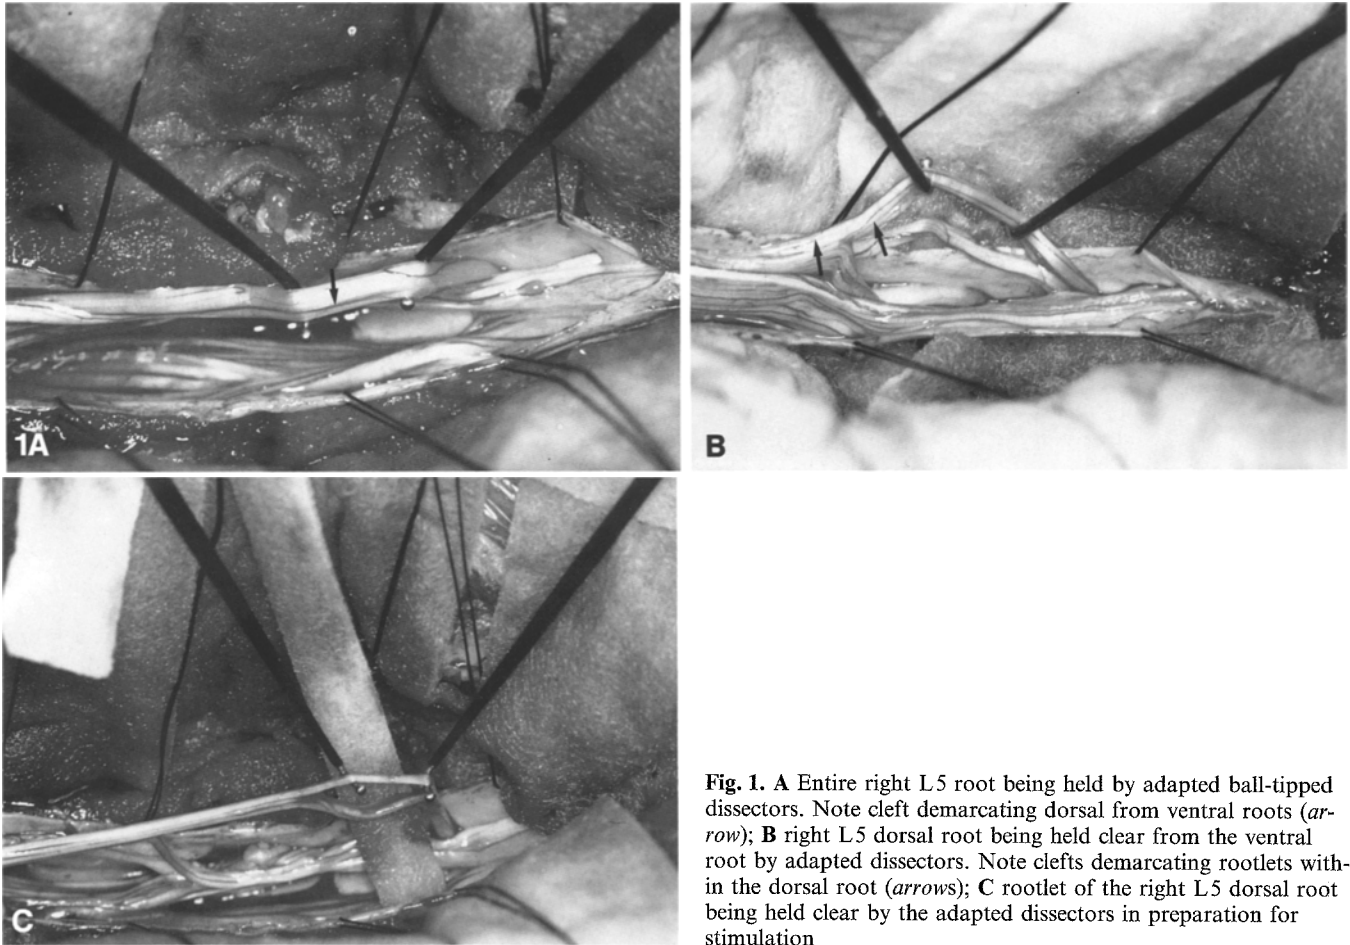 1A
B
C
Fig. 1. A Entire right L5 root being held by adapted ball-tipped
dissectors. Note cleft demarcating dorsal from ventral roots (ar-
row); B right L5 dorsal root being held clear from the ventral
root by adapted dissectors. Note clefts demarcating rootlets with-
in the dorsal root (arrows); C rootlet of the right L5 dorsal root
being held clear by the adapted dissectors in preparation for
stimulation